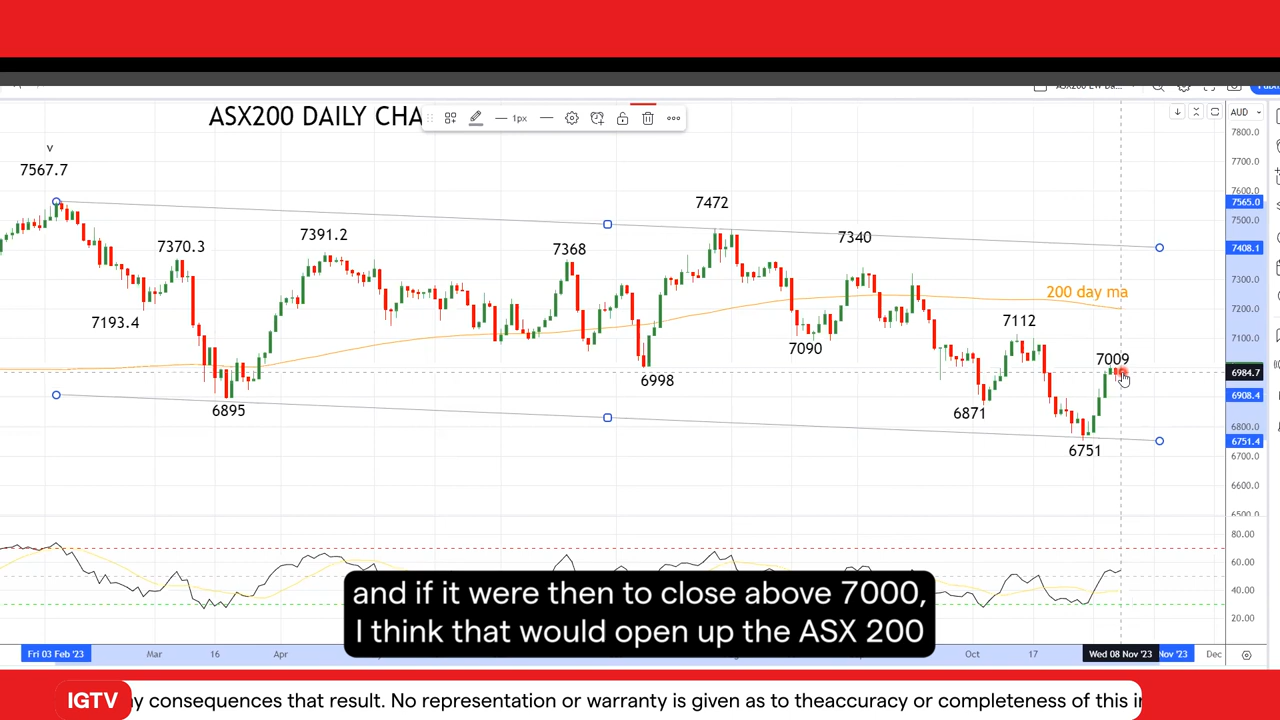 ASX200 DAILY CHA
1px
AUD
7800.0
7700.0
7600.0
7565.0
7500.0
7408.1
7300.0
7200.0
7100.0
6984.7
6908.4
6800.0
6751.4
6700.0
6600.0
6500.0
v
7567.7
7370.3
7193.4
6895
7391.2
7368
6998
7472
7090
7340
200 day ma
7112
6871
7009
6751
80.00
60.00
40.00
20.00
and if it were then to close above 7000,
I think that would open up the ASX 200
Fri 03 Feb '23
Mar
16
Apr
Oct
17
Wed 08 Nov '23
Nov '23
Dec
IGTV
y consequences that result. No representation or warranty is given as to theaccuracy or completeness of this i